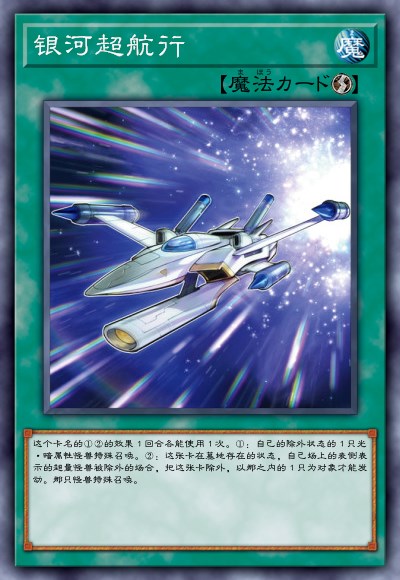 银河超航行
魔
まほう
【魔法カード】
这个卡名的①②的效果1回合各能使用1次。①：自己的除外状态的1只光
·暗属性怪兽特殊召唤。②：这张卡在墓地存在的状态，自己场上的表侧表
示的超量怪兽被除外的场合，把这张卡除外，以那之内的1只为对象才能发
动。那只怪兽特殊召唤。